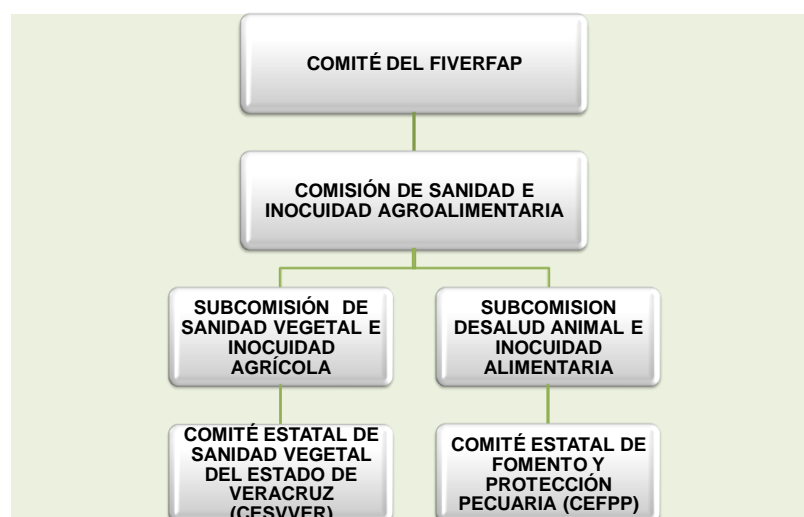 COMITÉ DEL FIVERFAP
COMISIÓN DE SANIDAD E
INOCUIDAD AGROALIMENTARIA
SUBCOMISIÓN DE
SANIDAD VEGETAL E
INOCUIDAD
AGRÍCOLA
SUBCOMISION
DESALUD ANIMAL E
INOCUIDAD
ALIMENTARIA
COMITÉ ESTATAL DE
SANIDAD VEGETAL
DEL ESTADO DE
VERACRUZ
(CESVVER)
COMITÉ ESTATAL DE
FOMENTO Y
PROTECCIÓN
PECUARIA (CEFPP)